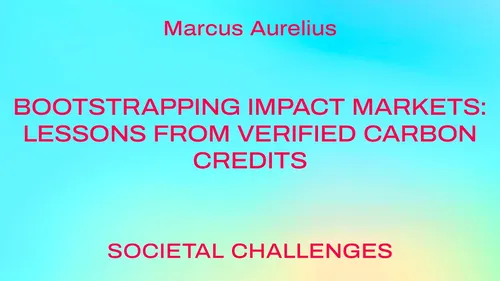 Marcus Aurelius
BOOTSTRAPPING IMPACT MARKETS:
LESSONS FROM VERIFIED CARBON
CREDITS
SOCIETAL CHALLENGES